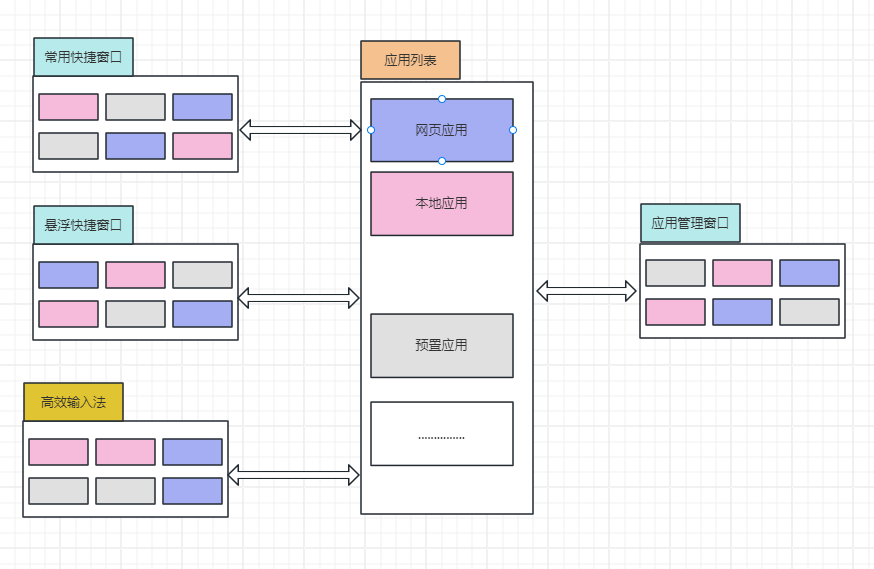 常用快捷窗口
应用列表
网页应用
本地应用
悬浮快捷窗口
应用管理窗口
预置应用
高效输入法
...............